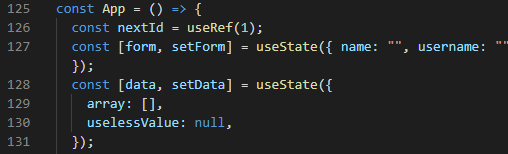 125 const App = () => {
126 const nextId = useRef(1);
127 const [form, setForm] = useState({ name: "", username: ""
});
128 const [data, setData] = useState({
129 array: [],
130 uselessValue: null,
131 });